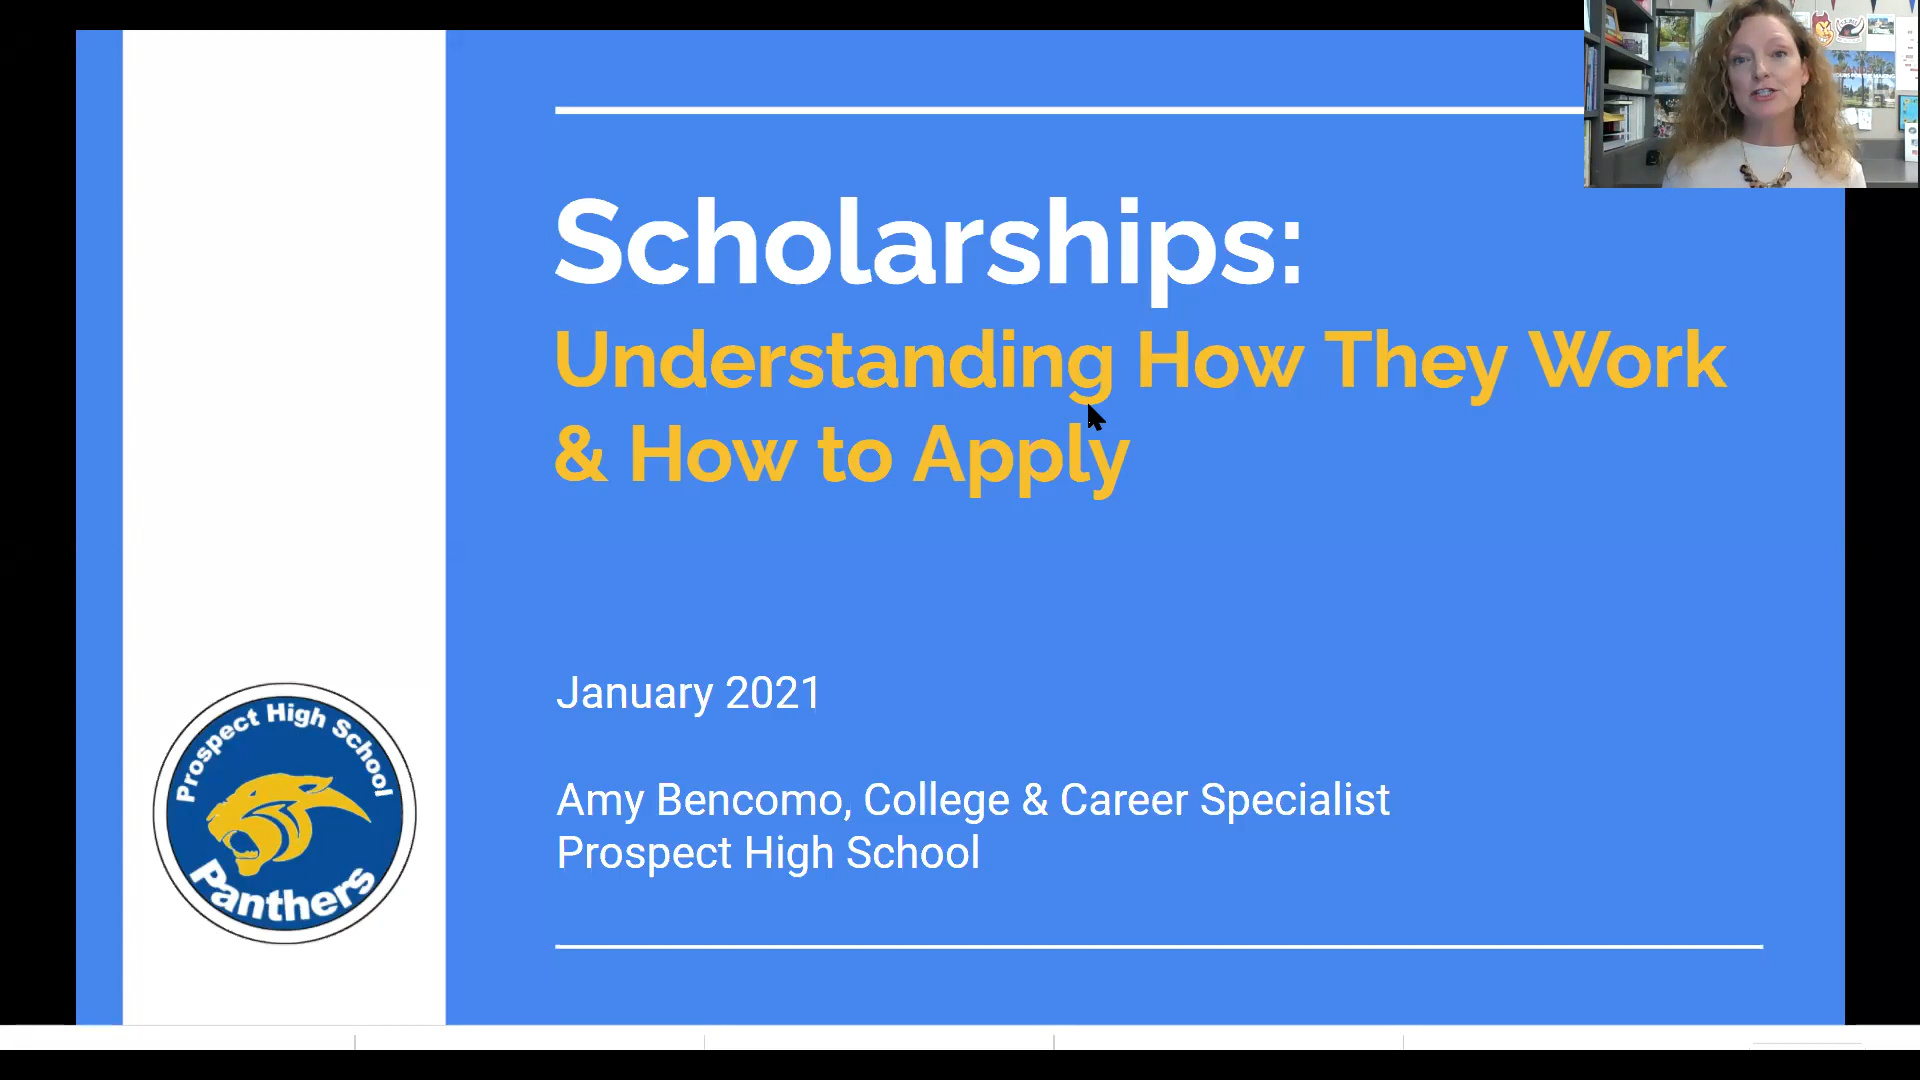 Scholarships:
Understanding How They Work
& How to Apply
January 2021
Amy Bencomo, College & Career Specialist
Prospect High School
Prospect High School
Panthers